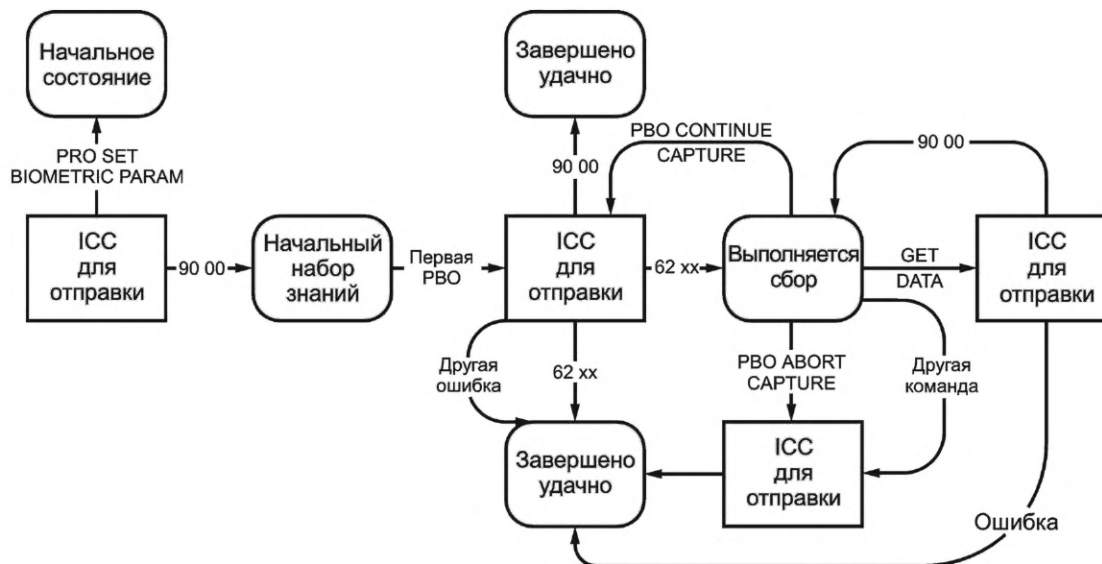 Начальное
состояние
Завершено
удачно
PBO CONTINUE
CAPTURE
90 00
PRO SET
BIOMETRIC PARAM
90 00
ICC
для
отправки
90 00
Начальный
набор
знаний
Первая
PBO
ICC
для
отправки
62 xx
Выполняется
сбор
GET
DATA
ICC
для
отправки
Другая
ошибка
62 xx
PBO ABORT
CAPTURE
Другая
команда
Завершено
удачно
ICC
для
отправки
Ошибка